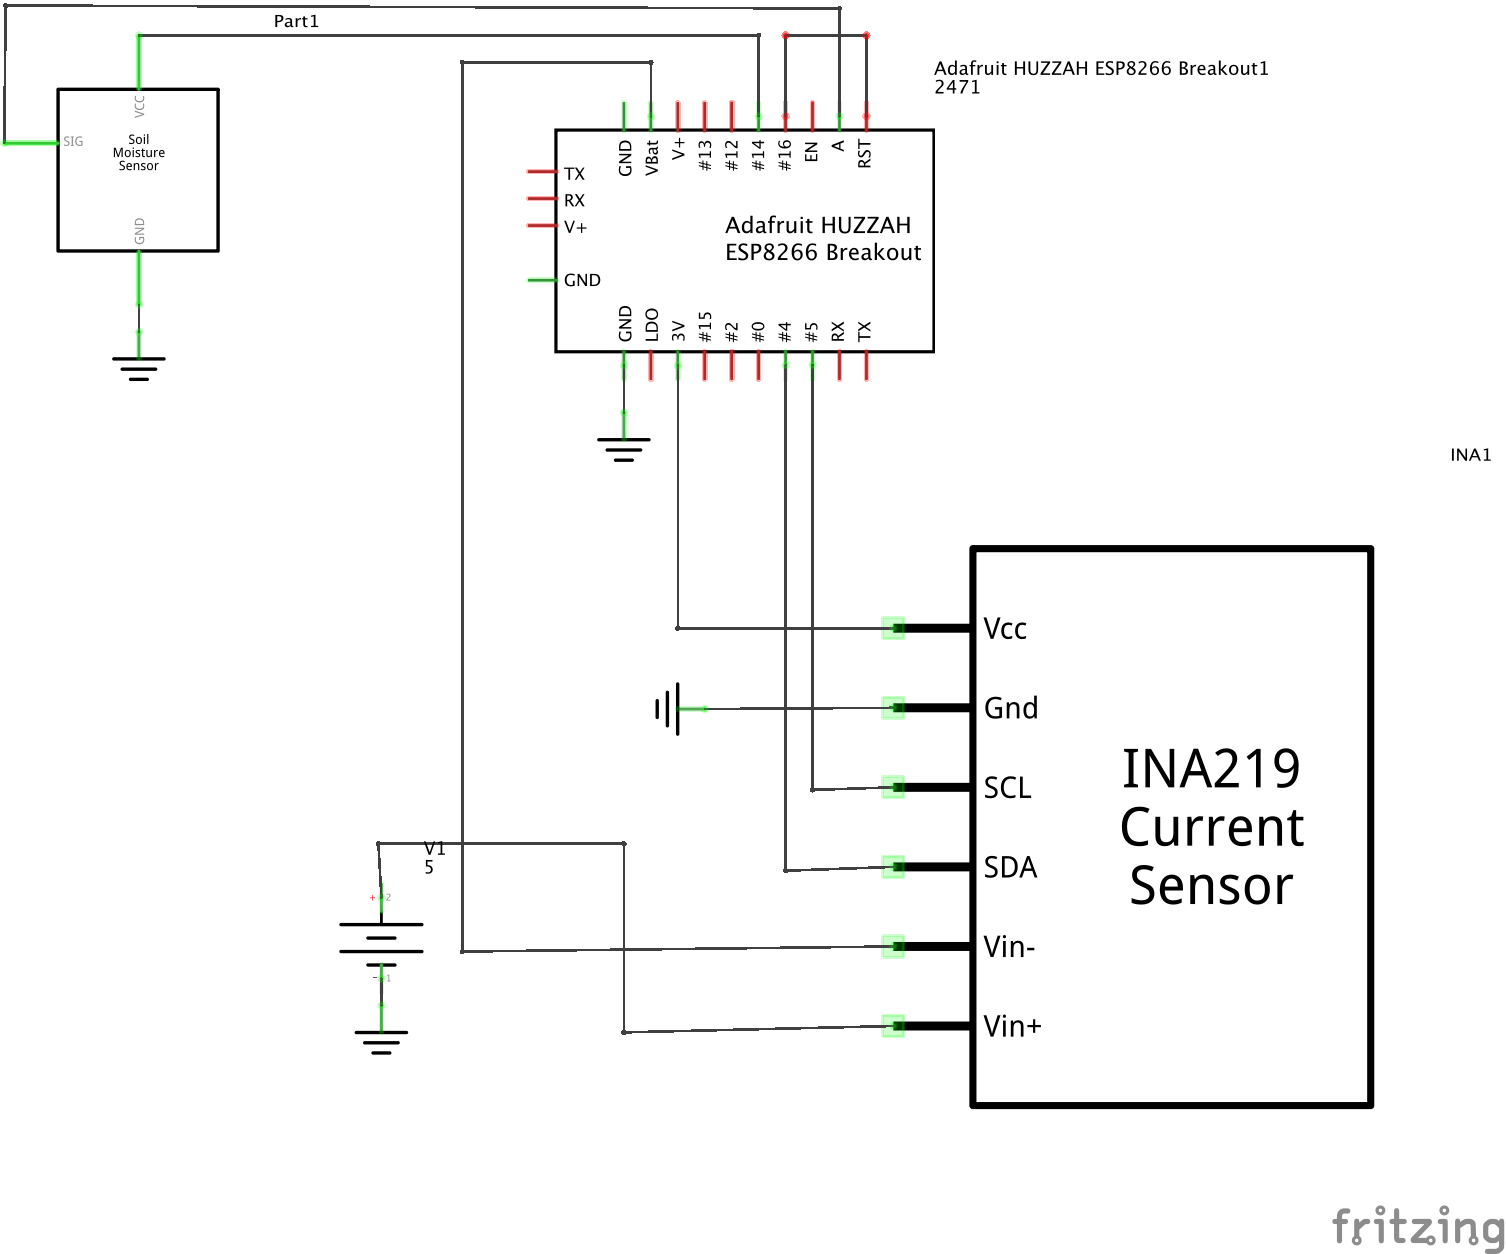 Part1
Adafruit HUZZAH ESP8266 Breakout1
2471
VCC
SIG
Soil
Moisture
Sensor
GND
GND
VBat
V+
#13
#12
#14
#16
EN
A
RST
TX
RX
V+
GND
Adafruit HUZZAH
ESP8266 Breakout
GND
LDO
3V
#15
#2
#0
#4
#5
RX
TX
INA1
Vcc
Gnd
SCL
SDA
Vin-
Vin+
INA219
Current
Sensor
V1
5
+ 2
- 1
fritzing